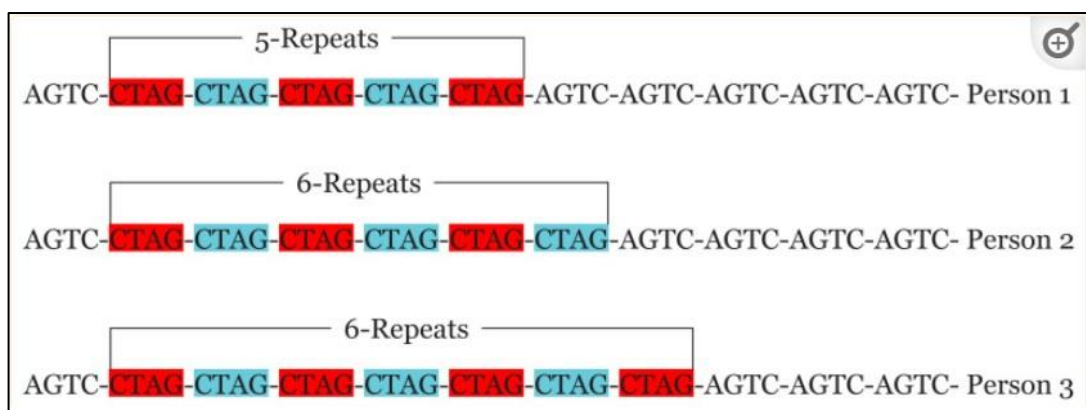 5-Repeats
AGTC-CTAG-CTAG-CTAG-CTAG-CTAG-AGTC-AGTC-AGTC-AGTC-AGTC- Person 1
6-Repeats
AGTC-CTAG-CTAG-CTAG-CTAG-CTAG-CTAG-AGTC-AGTC-AGTC-AGTC- Person 2
6-Repeats
AGTC-CTAG-CTAG-CTAG-CTAG-CTAG-CTAG-CTAG-AGTC-AGTC-AGTC- Person 3